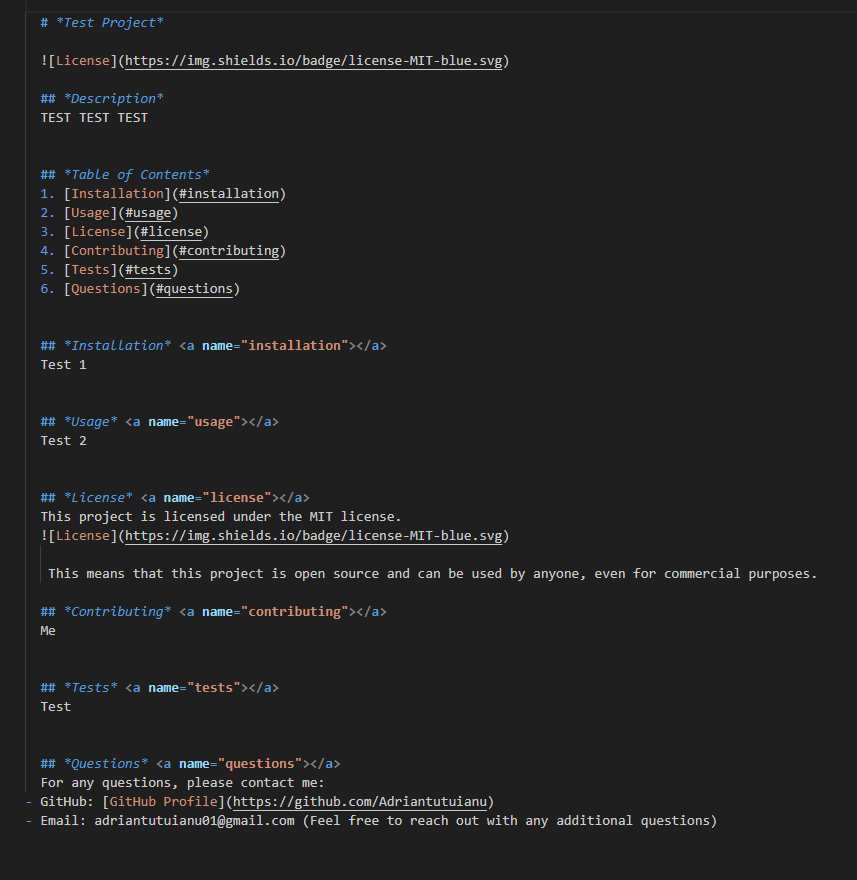 # *Test Project*
![License](https://img.shields.io/badge/license-MIT-blue.svg)
## *Description*
TEST TEST TEST
## *Table of Contents*
1. [Installation](#installation)
2. [Usage](#usage)
3. [License](#license)
4. [Contributing](#contributing)
5. [Tests](#tests)
6. [Questions](#questions)
## *Installation* <a name="installation"></a>
Test 1
## *Usage* <a name="usage"></a>
Test 2
## *License* <a name="license"></a>
This project is licensed under the MIT license.
![License](https://img.shields.io/badge/license-MIT-blue.svg)
This means that this project is open source and can be used by anyone, even for commercial purposes.
## *Contributing* <a name="contributing"></a>
Me
## *Tests* <a name="tests"></a>
Test
## *Questions* <a name="questions"></a>
For any questions, please contact me:
- GitHub: [GitHub Profile](https://github.com/Adriantutuianu)
- Email: adriantutuianu01@gmail.com (Feel free to reach out with any additional questions)